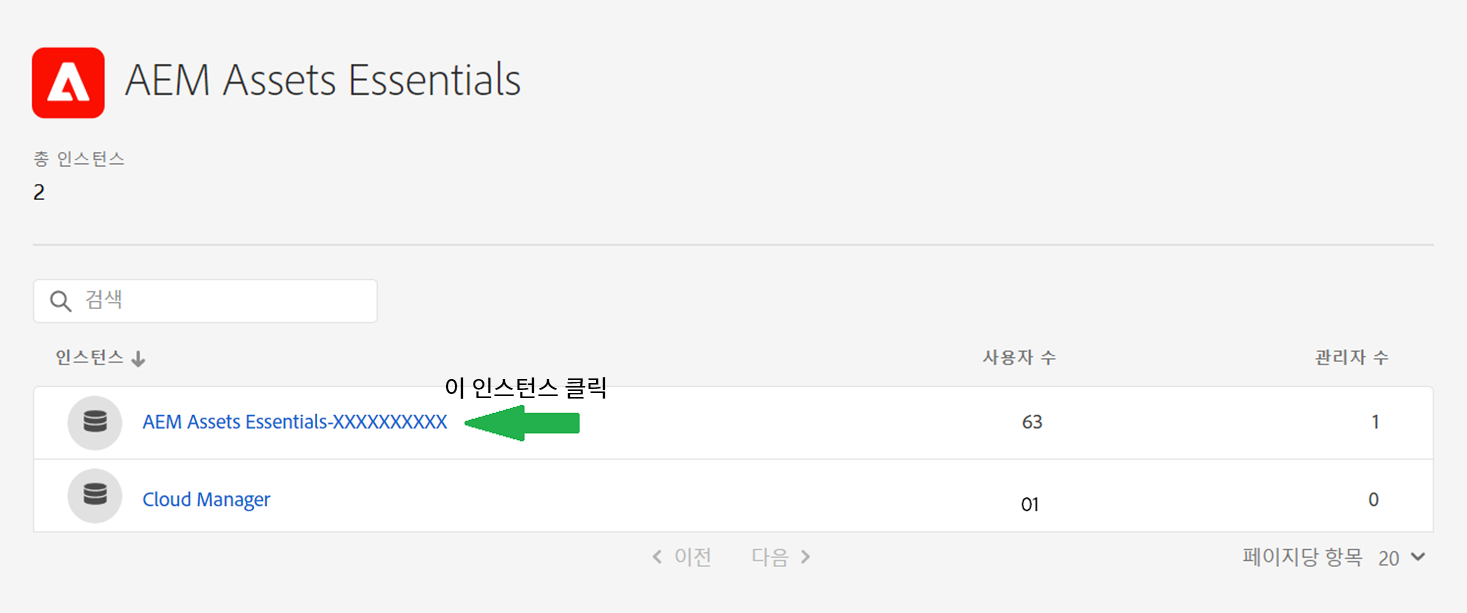 AEM Assets Essentials
총 인스턴스
2
검색
인스턴스 사용자 수 관리자 수
이 인스턴스 클릭
AEM Assets Essentials-XXXXXXXXXX 63 1
Cloud Manager 01 0
이전 다음 페이지당 항목 20